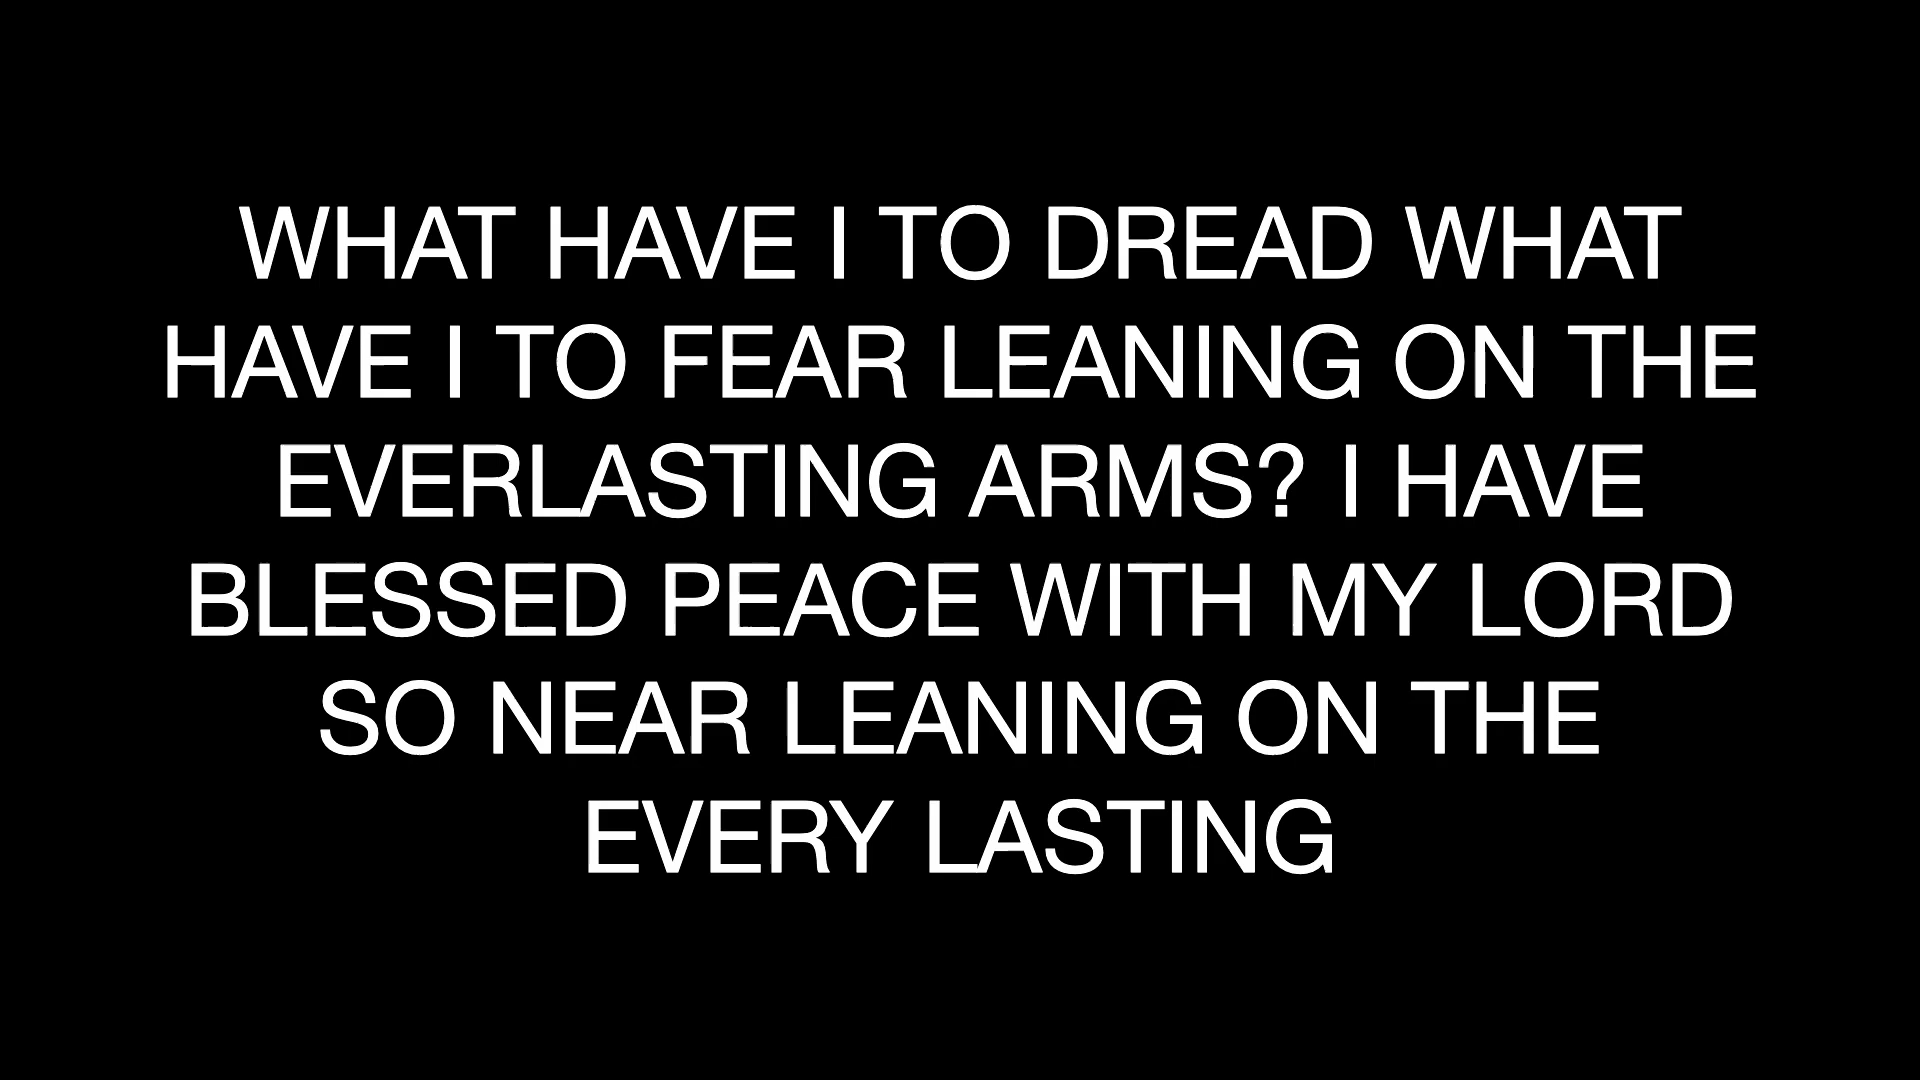 WHAT HAVE I TO DREAD WHAT
HAVE I TO FEAR LEANING ON THE
EVERLASTING ARMS? I HAVE
BLESSED PEACE WITH MY LORD
SO NEAR LEANING ON THE
EVERY LASTING